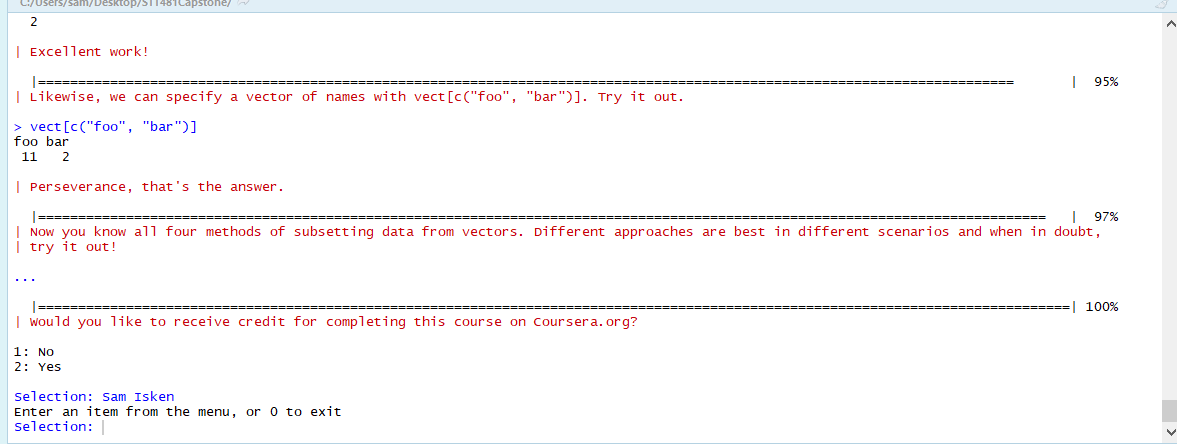 C:/Users/sam/Desktop/STT481Capstone/
2
| Excellent work!
|==========================================================================================================================      |  95%
| Likewise, we can specify a vector of names with vect[c("foo", "bar")]. Try it out.
> vect[c("foo", "bar")]
foo bar
 11   2
| Perseverance, that's the answer.
|==============================================================================================================================   |  97%
| Now you know all four methods of subsetting data from vectors. Different approaches are best in different scenarios and when in doubt,
| try it out!
...
|=================================================================================================================================| 100%
| Would you like to receive credit for completing this course on Coursera.org?
1: No
2: Yes
Selection: Sam Isken
Enter an item from the menu, or 0 to exit
Selection: